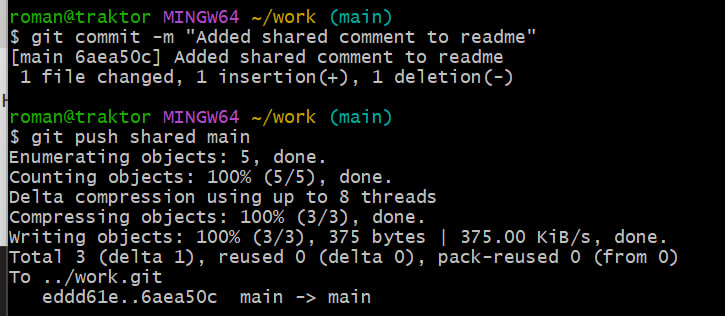 roman@traktor MINGW64 ~/work (main)
$ git commit -m "Added shared comment to readme"
[main 6aea50c] Added shared comment to readme
 1 file changed, 1 insertion(+), 1 deletion(-)

roman@traktor MINGW64 ~/work (main)
$ git push shared main
Enumerating objects: 5, done.
Counting objects: 100% (5/5), done.
Delta compression using up to 8 threads
Compressing objects: 100% (3/3), done.
Writing objects: 100% (3/3), 375 bytes | 375.00 KiB/s, done.
Total 3 (delta 1), reused 0 (delta 0), pack-reused 0 (from 0)
To ../work.git
   eddd61e..6aea50c  main -> main